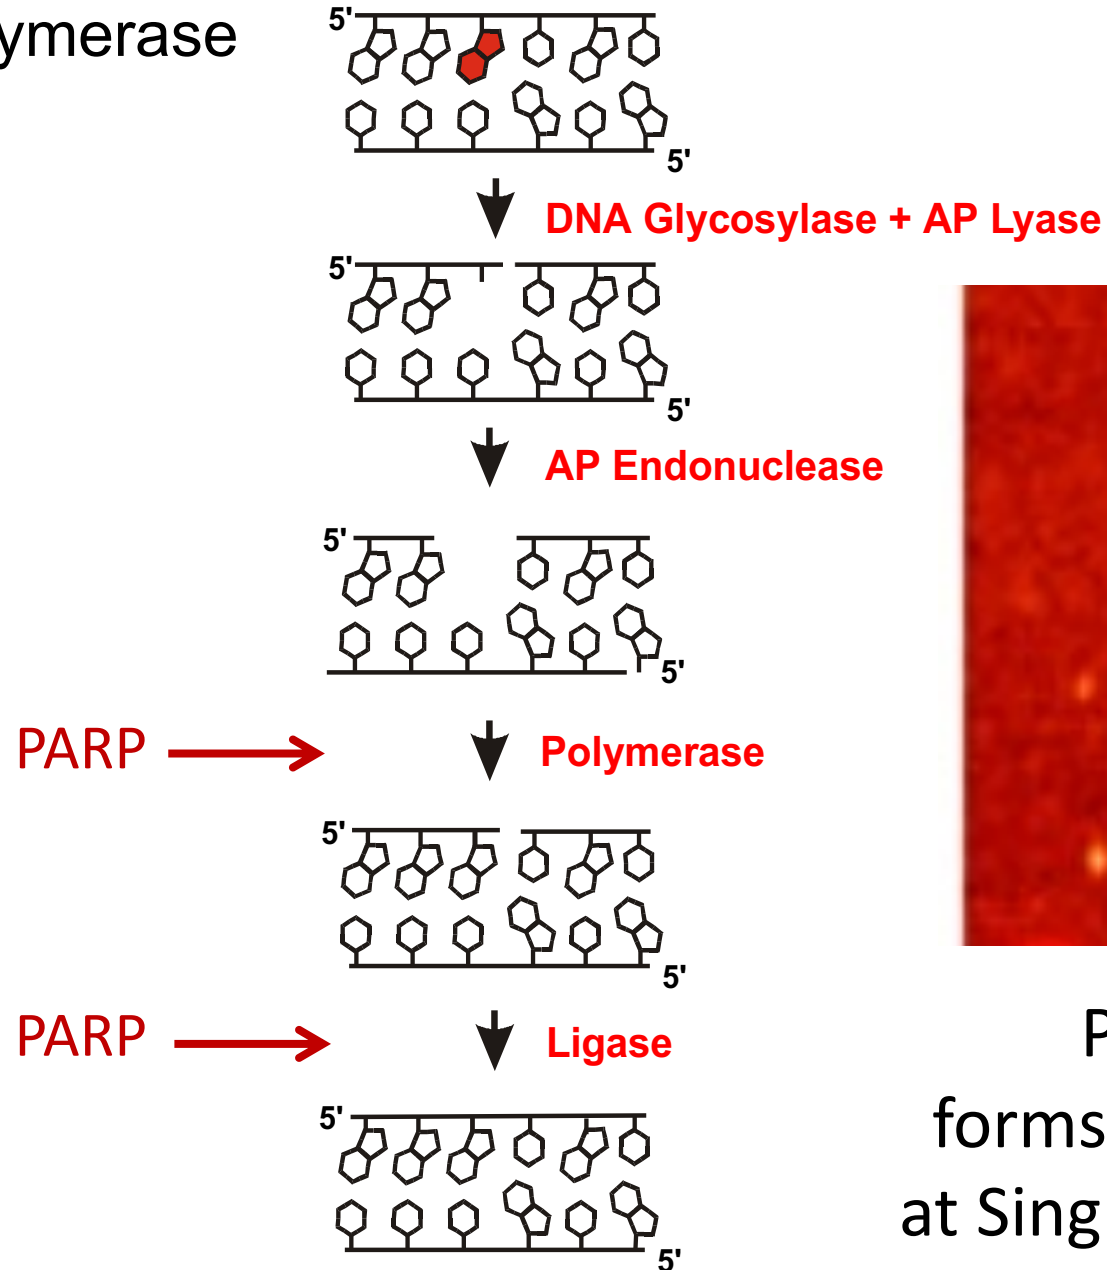 ymerase
5'
5'
DNA Glycosylase + AP Lyase
5'
5'
AP Endonuclease
5'
5'
PARP
Polymerase
5'
5'
PARP
Ligase
P
forms
at Sing
5'
5'